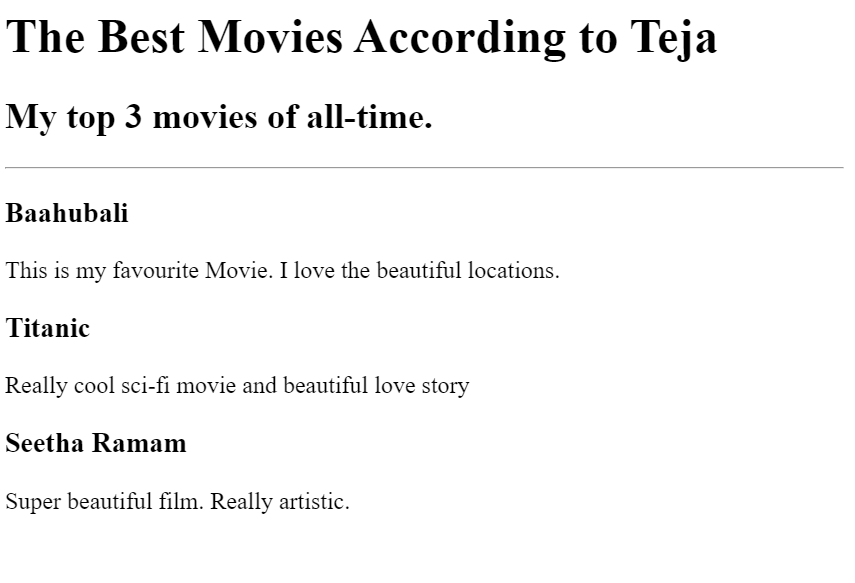 The Best Movies According to Teja
My top 3 movies of all-time.
Baahubali
This is my favourite Movie. I love the beautiful locations.
Titanic
Really cool sci-fi movie and beautiful love story
Seetha Ramam
Super beautiful film. Really artistic.